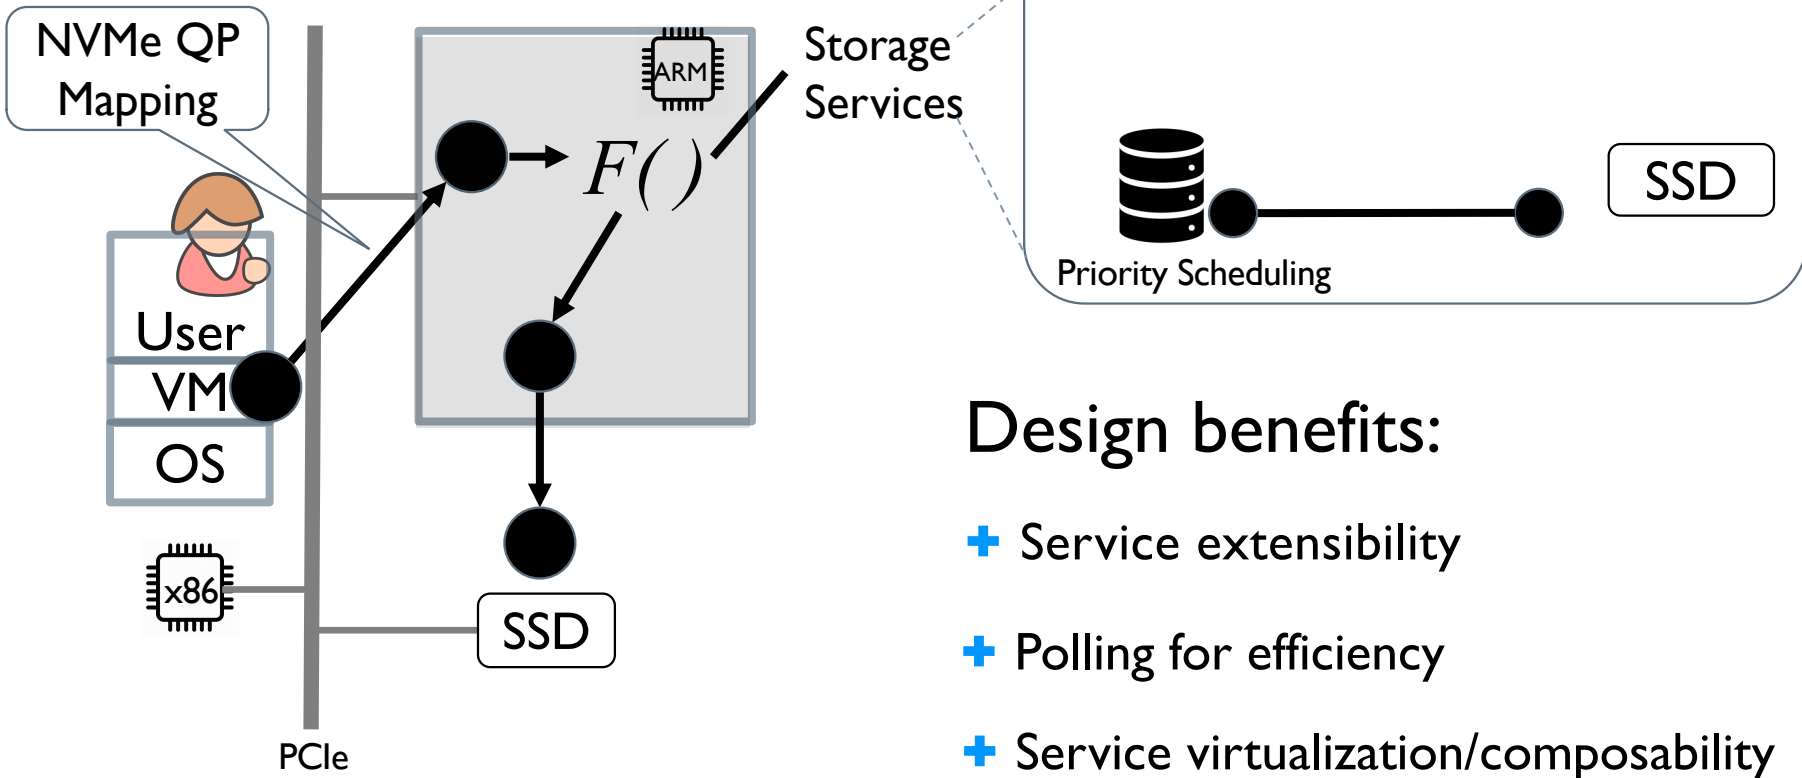 NVMe QP
Mapping
ARM
Storage
Services
F( )
SSD
Priority Scheduling
User
VM
OS
x86
SSD
PCIe
Design benefits:
+ Service extensibility
+ Polling for efficiency
+ Service virtualization/composability